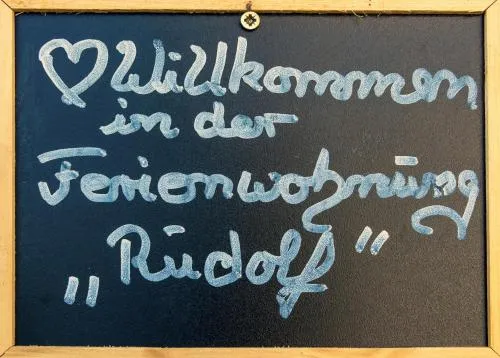 ♡ Willkommen
in der
Ferienwohnung
„Rudolf"